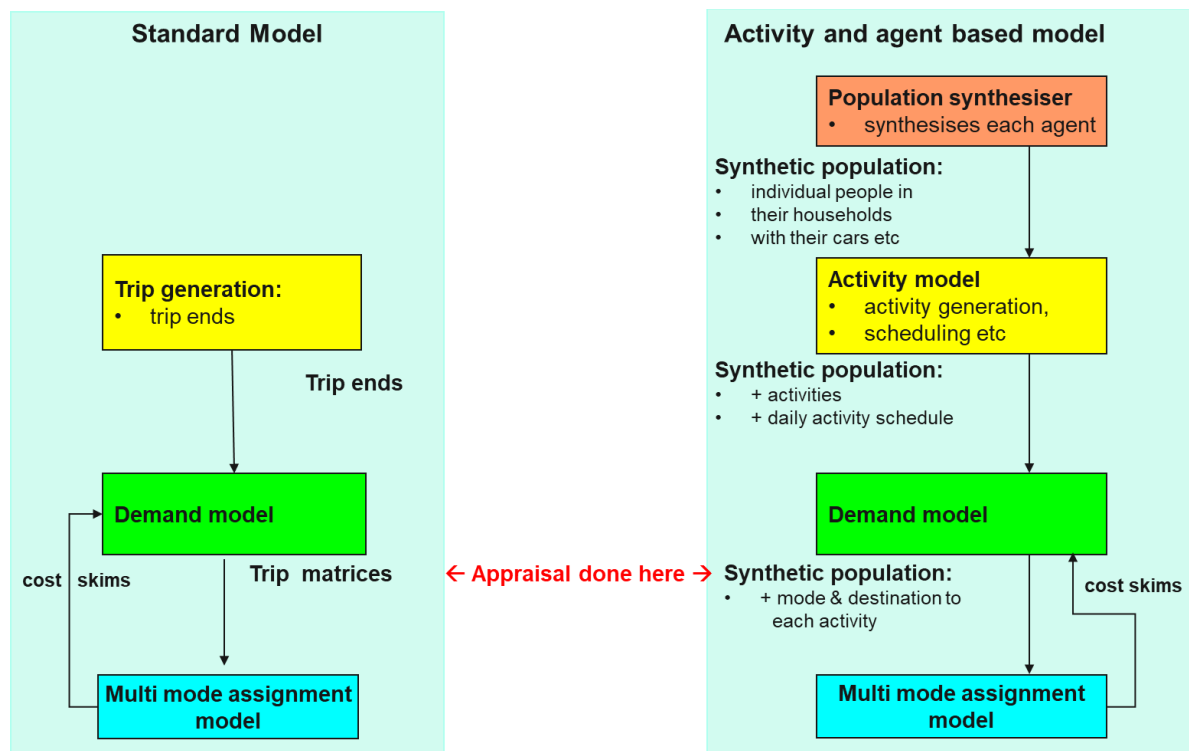 Standard Model
Trip generation:
• trip ends
Trip ends
Demand model
cost skims
Trip matrices
Multi mode assignment
model
← Appraisal done here →
Activity and agent based model
Population synthesiser
• synthesises each agent
Synthetic population:
• individual people in
• their households
• with their cars etc
Activity model
• activity generation,
• scheduling etc
Synthetic population:
• + activities
• + daily activity schedule
Demand model
Synthetic population:
• + mode & destination to
each activity
cost skims
Multi mode assignment
model